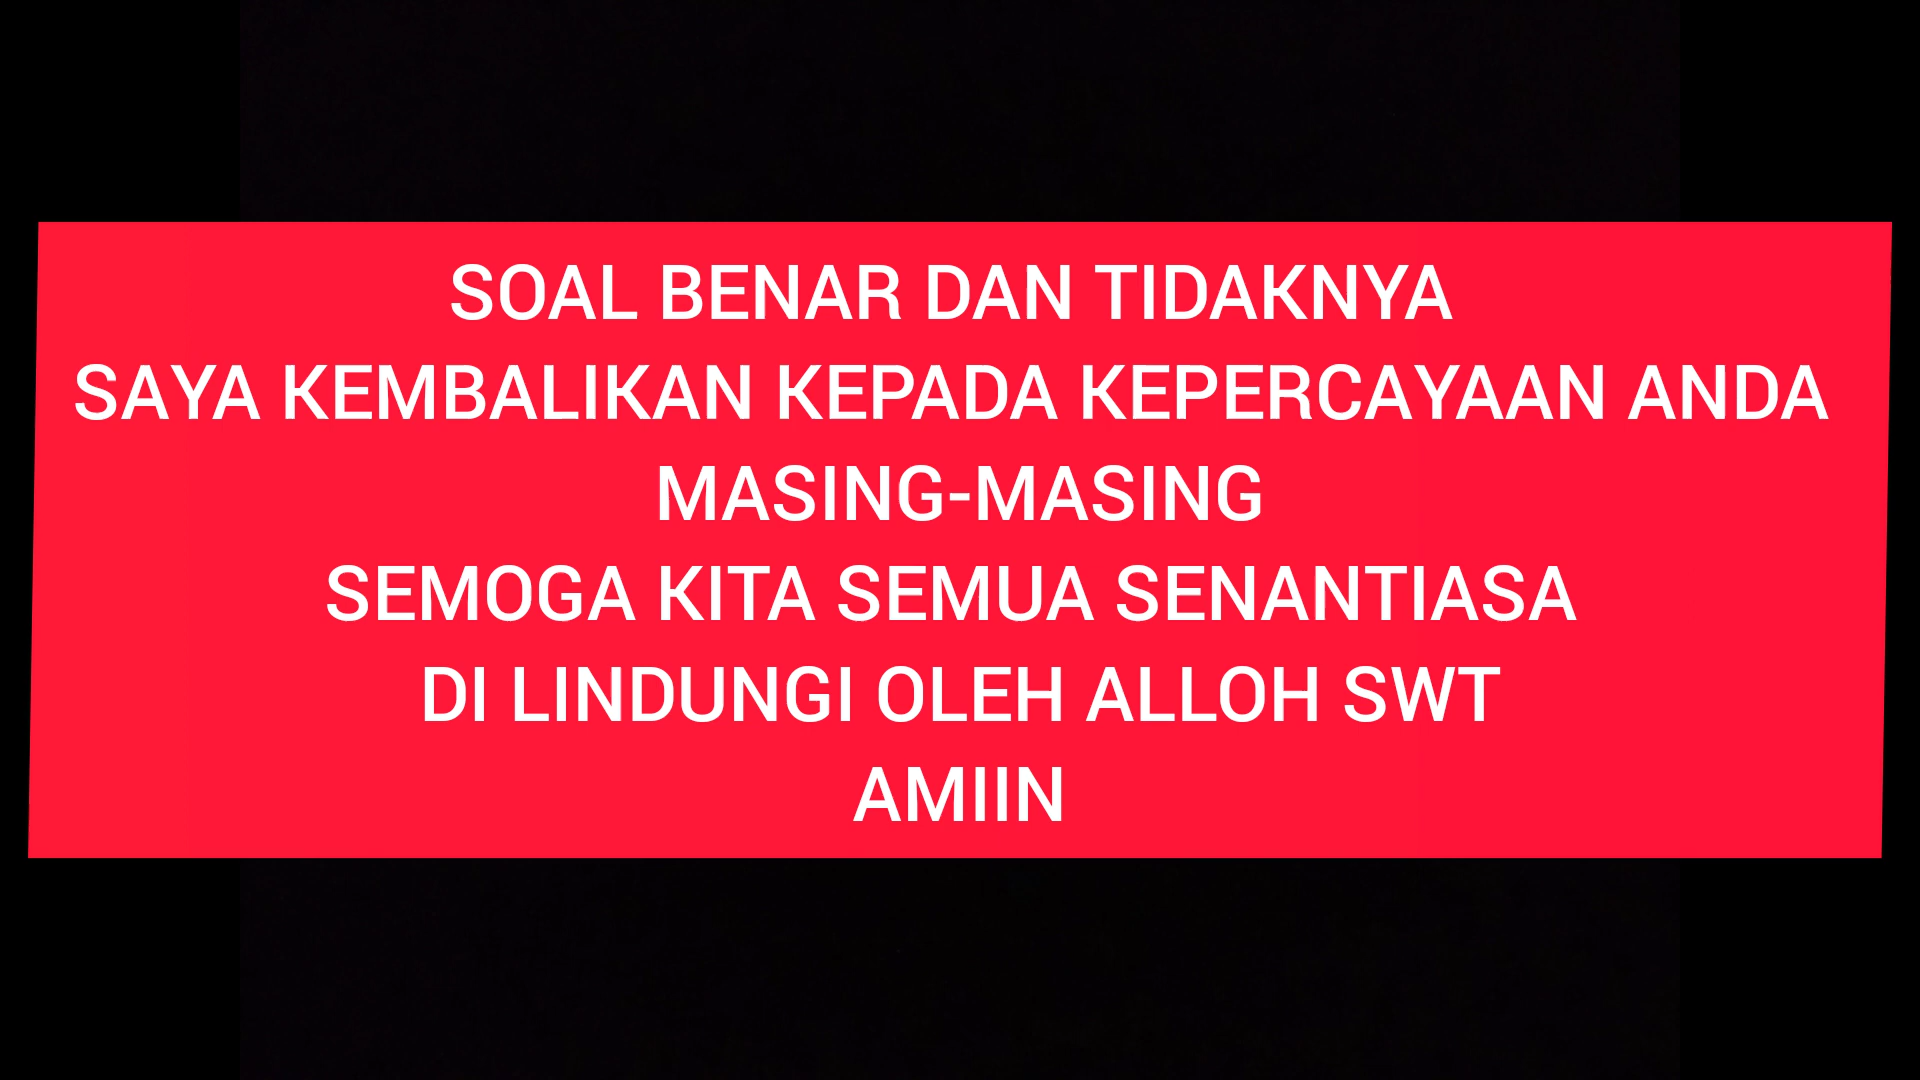 SOAL BENAR DAN TIDAKNYA
SAYA KEMBALIKAN KEPADA KEPERCAYAAN ANDA
MASING-MASING
SEMOGA KITA SEMUA SENANTIASA
DI LINDUNGI OLEH ALLOH SWT
AMIIN